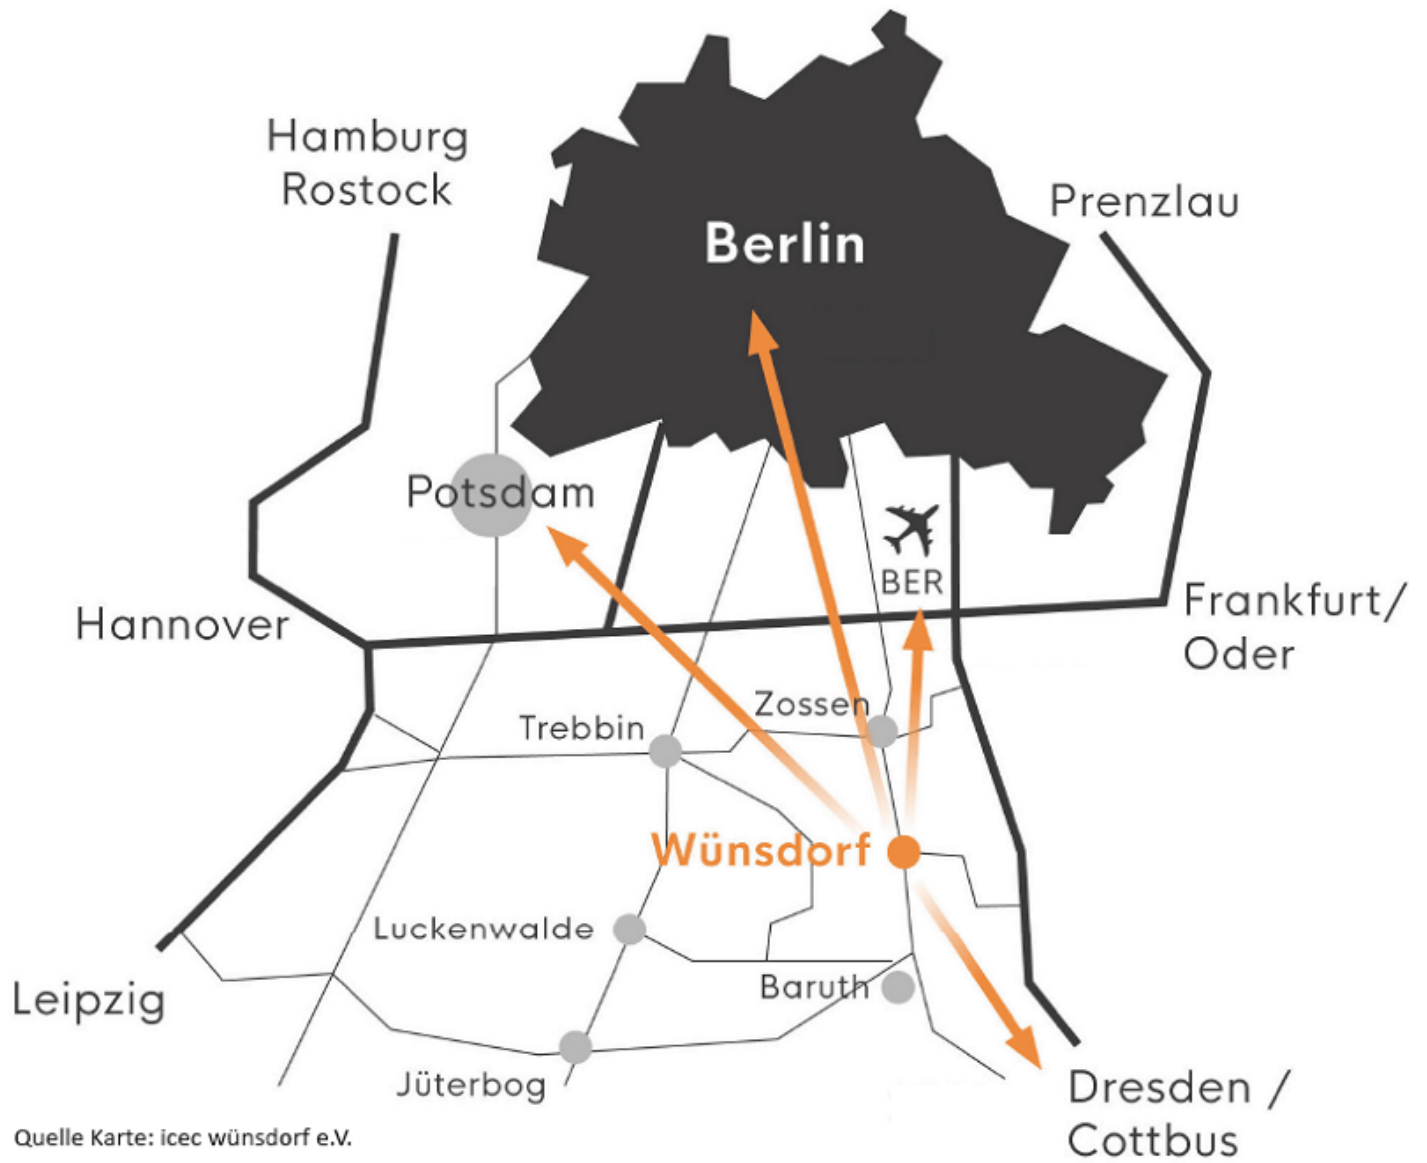 Hamburg
Rostock
Prenzlau
Berlin
Potsdam
BER
Hannover
Frankfurt/
Oder
Zossen
Trebbin
Wünsdorf
Luckenwalde
Baruth
Leipzig
Jüterbog
Dresden /
Cottbus
Quelle Karte: icec wünsdorf e.V.